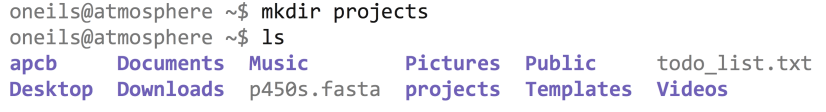 oneils@atmosphere ~$ mkdir projects
oneils@atmosphere ~$ ls
apcb Documents Music Pictures Public todo_list.txt
Desktop Downloads p450s.fasta projects Templates Videos